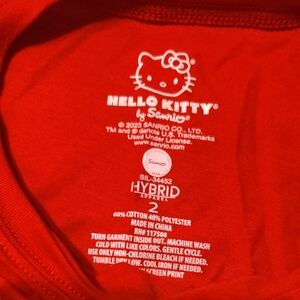 HELLO KITTY®
by Sanrio®
© 2023 SANRIO CO., LTD.
TM and ® denote U.S. Trademarks
Used Under License.
www.sanrio.com
Sanrio
SIL-34452
HYBRID
APPAREL
2
60% COTTON 40% POLYESTER
MADE IN CHINA
RN# 117500
TURN GARMENT INSIDE OUT. MACHINE WASH
COLD WITH LIKE COLORS. GENTLE CYCLE.
USE ONLY NON-CHLORINE BLEACH IF NEEDED.
TUMBLE DRY LOW. COOL IRON IF NEEDED.
SCREEN PRINT